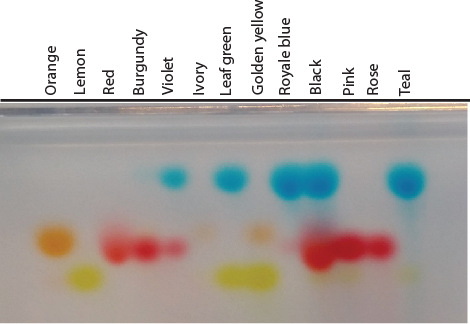 Orange
Lemon
Red
Burgundy
Violet
Ivory
Leaf green
Golden yellow
Royale blue
Black
Pink
Rose
Teal